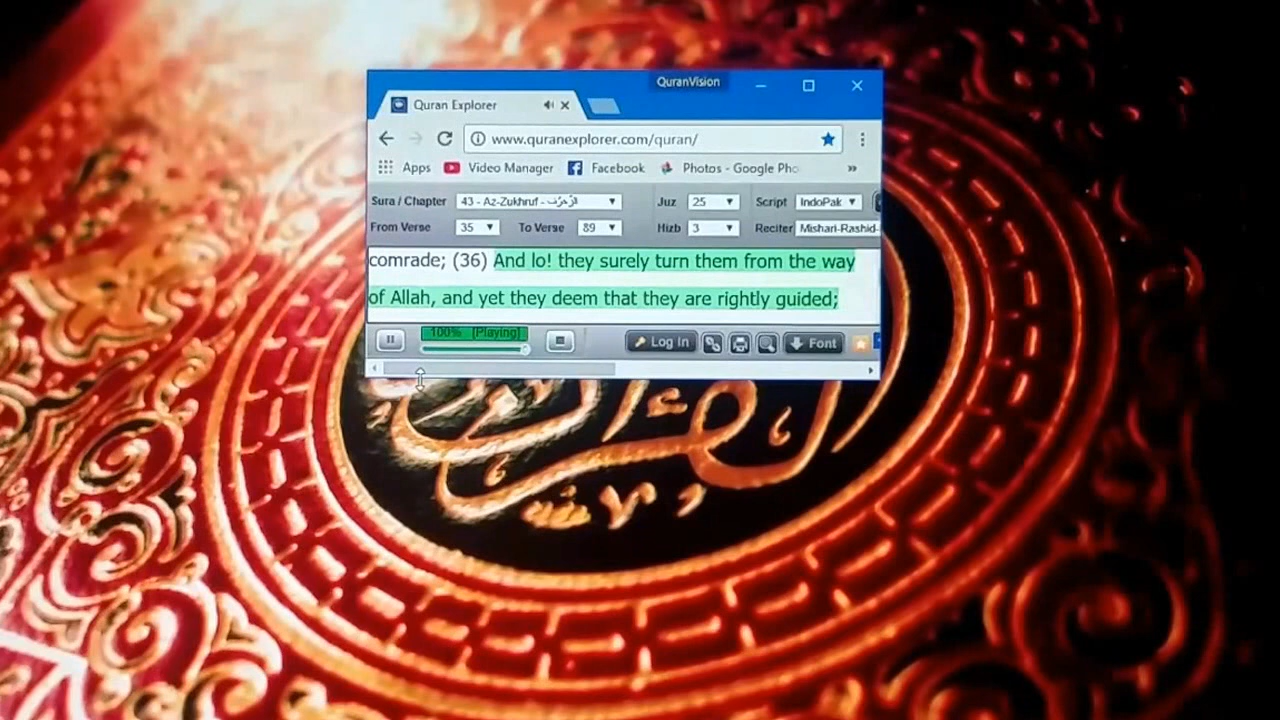 QuranVision
Quran Explorer
www.quranexplorer.com/quran/
Apps Video Manager Facebook Photos - Google Pho
Sura / Chapter 43 - Az-Zukhruf - الزُّخرُف Juz 25 Script IndoPak
From Verse 35 To Verse 89 Hizb 3 Reciter Mishari-Rashid-
comrade; (36) And lo! they surely turn them from the way
of Allah, and yet they deem that they are rightly guided;
100% [Playing] Log In Font